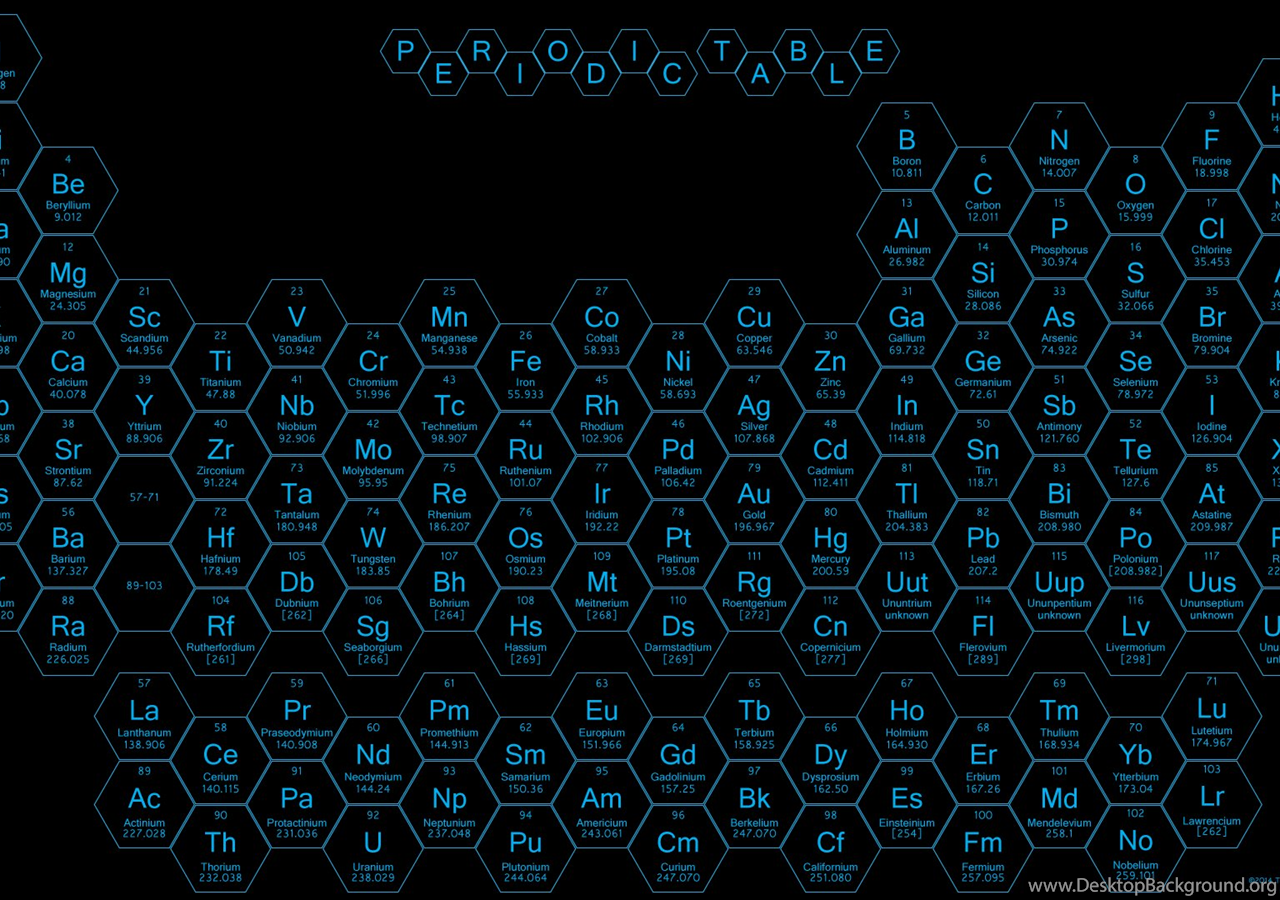 PERIODIC TABLE
5
B
Boron
10.811
7
N
Nitrogen
14.007
9
F
Fluorine
18.998
4
Be
Beryllium
9.012
6
C
Carbon
12.011
8
O
Oxygen
15.999
13
Al
Aluminum
26.982
15
P
Phosphorus
30.974
17
Cl
Chlorine
35.453
12
Mg
Magnesium
24.305
14
Si
Silicon
28.086
16
S
Sulfur
32.066
21
Sc
Scandium
44.956
23
V
Vanadium
50.942
25
Mn
Manganese
54.938
27
Co
Cobalt
58.933
29
Cu
Copper
63.546
31
Ga
Gallium
69.732
33
As
Arsenic
74.922
35
Br
Bromine
79.904
20
Ca
Calcium
40.078
22
Ti
Titanium
47.88
24
Cr
Chromium
51.996
26
Fe
Iron
55.933
28
Ni
Nickel
58.693
30
Zn
Zinc
65.39
32
Ge
Germanium
72.61
34
Se
Selenium
78.972
39
Y
Yttrium
88.906
41
Nb
Niobium
92.906
43
Tc
Technetium
98.907
45
Rh
Rhodium
102.906
47
Ag
Silver
107.868
49
In
Indium
114.818
51
Sb
Antimony
121.760
53
I
Iodine
126.904
38
Sr
Strontium
87.62
40
Zr
Zirconium
91.224
42
Mo
Molybdenum
95.95
44
Ru
Ruthenium
101.07
46
Pd
Palladium
106.42
48
Cd
Cadmium
112.411
50
Sn
Tin
118.71
52
Te
Tellurium
127.6
57-71
73
Ta
Tantalum
180.948
75
Re
Rhenium
186.207
77
Ir
Iridium
192.22
79
Au
Gold
196.967
81
Tl
Thallium
204.383
83
Bi
Bismuth
208.980
85
At
Astatine
209.987
56
Ba
Barium
137.327
72
Hf
Hafnium
178.49
74
W
Tungsten
183.85
76
Os
Osmium
190.23
78
Pt
Platinum
195.08
80
Hg
Mercury
200.59
82
Pb
Lead
207.2
84
Po
Polonium
[208.982]
89-103
105
Db
Dubnium
[262]
107
Bh
Bohrium
[264]
109
Mt
Meitnerium
[268]
111
Rg
Roentgenium
[272]
113
Uut
Ununtrium
unknown
115
Uup
Ununpentium
unknown
117
Uus
Ununseptium
unknown
88
Ra
Radium
226.025
104
Rf
Rutherfordium
[261]
106
Sg
Seaborgium
[266]
108
Hs
Hassium
[269]
110
Ds
Darmstadtium
[269]
112
Cn
Copernicium
[277]
114
Fl
Flerovium
[289]
116
Lv
Livermorium
[298]
57
La
Lanthanum
138.906
59
Pr
Praseodymium
140.908
61
Pm
Promethium
144.913
63
Eu
Europium
151.966
65
Tb
Terbium
158.925
67
Ho
Holmium
164.930
69
Tm
Thulium
168.934
71
Lu
Lutetium
174.967
58
Ce
Cerium
140.115
60
Nd
Neodymium
144.24
62
Sm
Samarium
150.36
64
Gd
Gadolinium
157.25
66
Dy
Dysprosium
162.50
68
Er
Erbium
167.26
70
Yb
Ytterbium
173.04
89
Ac
Actinium
227.028
91
Pa
Protactinium
231.036
93
Np
Neptunium
237.048
95
Am
Americium
243.061
97
Bk
Berkelium
247.070
99
Es
Einsteinium
[254]
101
Md
Mendelevium
258.1
103
Lr
Lawrencium
[262]
90
Th
Thorium
232.038
92
U
Uranium
238.029
94
Pu
Plutonium
244.064
96
Cm
Curium
247.070
98
Cf
Californium
251.080
100
Fm
Fermium
257.095
102
No
Nobelium
259.101
www.DesktopBackground.org